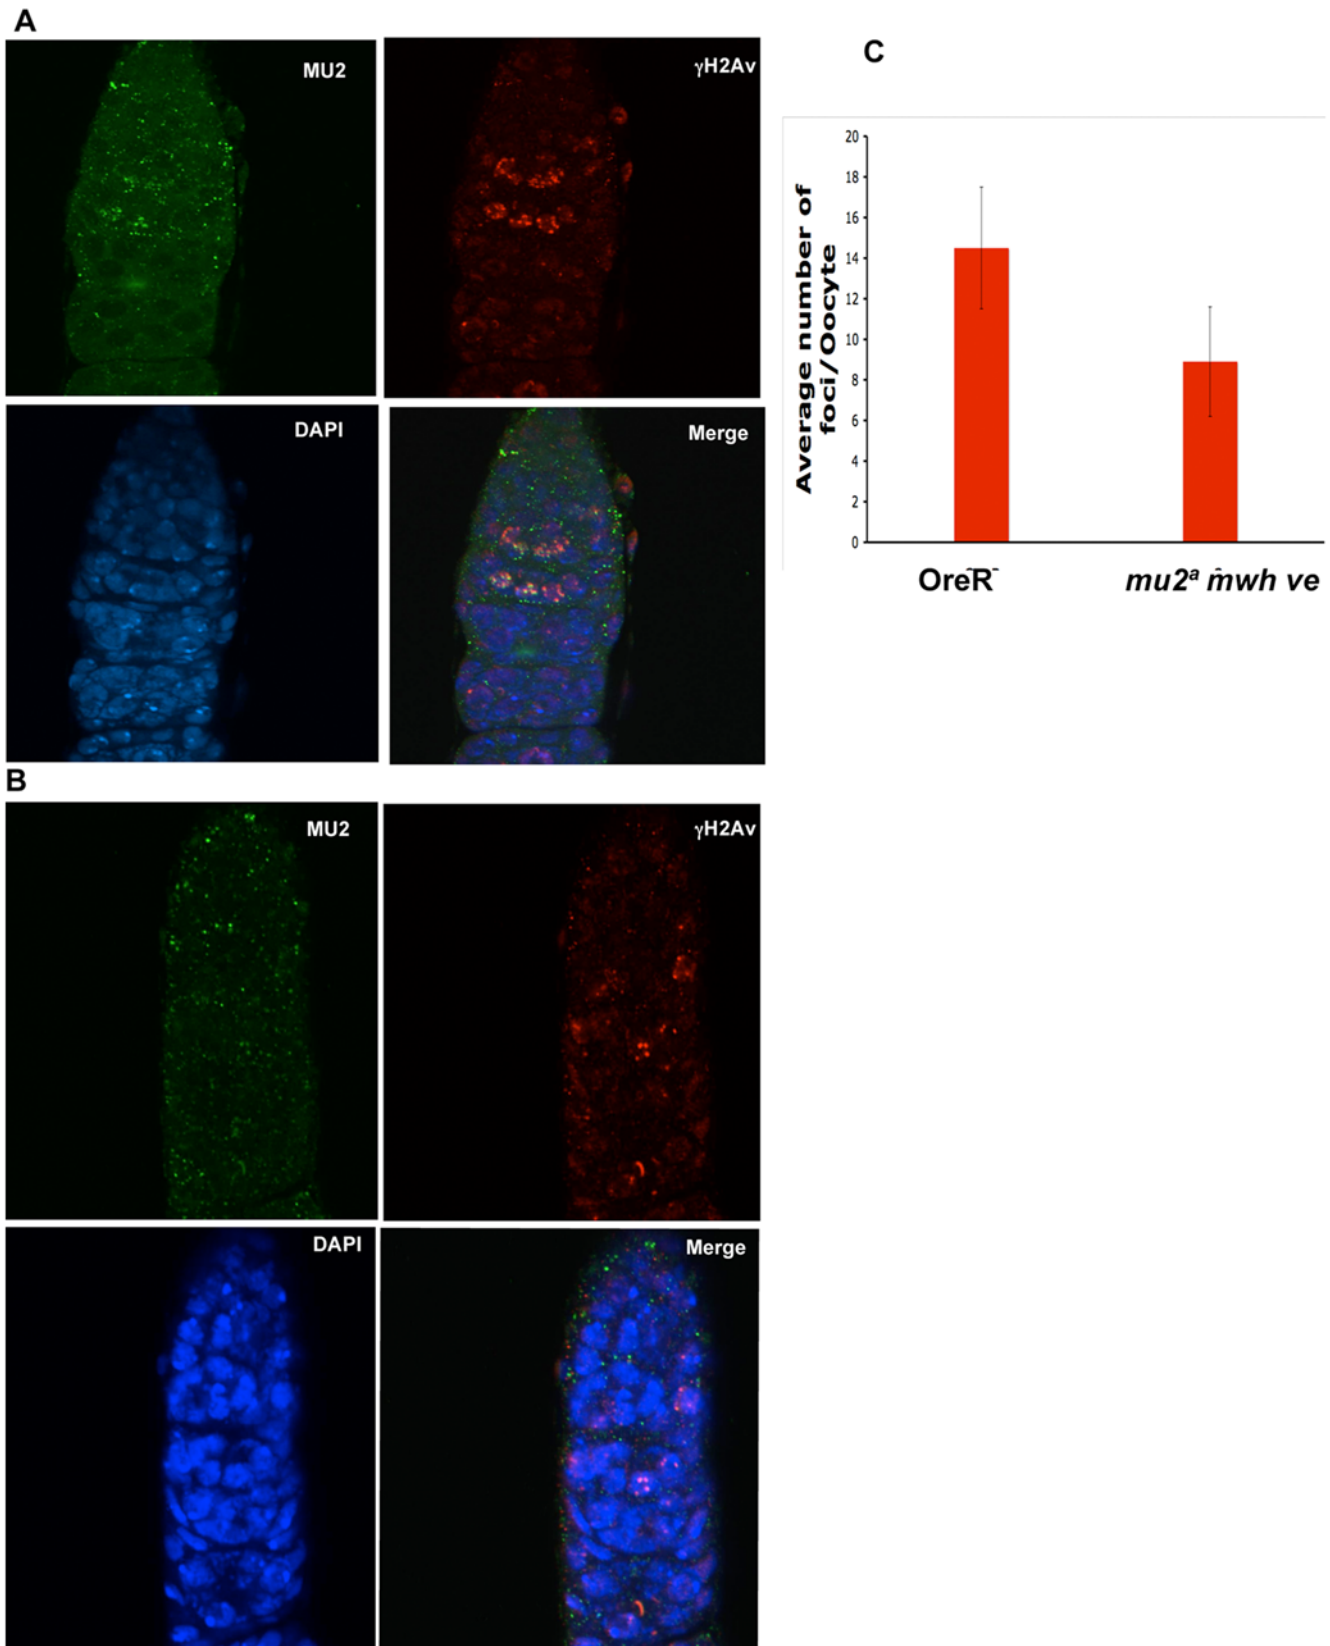 A
MU2
γH2Av
DAPI
Merge
B
MU2
γH2Av
DAPI
Merge
C
20
18
16
14
12
10
8
6
4
2
0
Average number of
foci/Oocyte
OreR
mu2ᵃ mwh ve